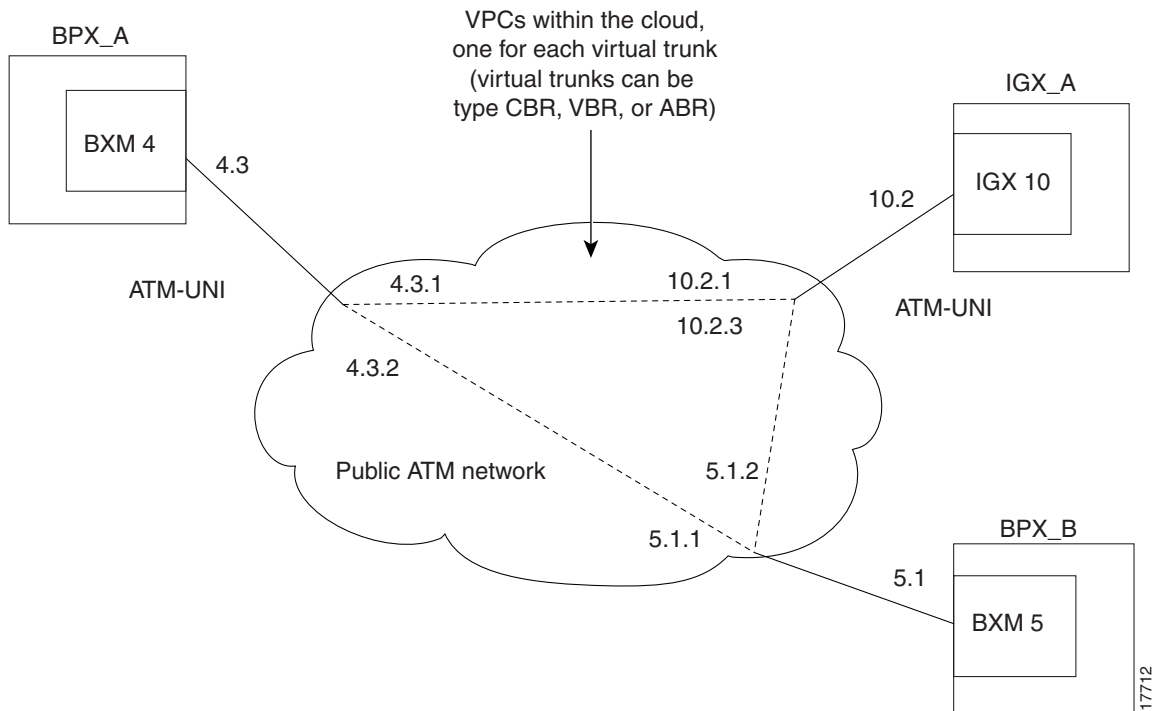 VPCs within the cloud,
one for each virtual trunk
(virtual trunks can be
type CBR, VBR, or ABR)
BPX_A
BXM 4
4.3
IGX_A
IGX 10
10.2
ATM-UNI
4.3.1
10.2.1
ATM-UNI
10.2.3
4.3.2
Public ATM network
5.1.2
5.1.1
BPX_B
5.1
BXM 5
17712